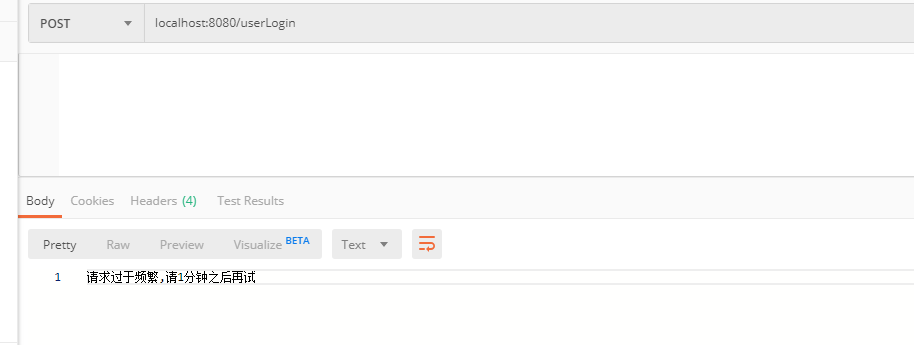 POST localhost:8080/userLogin
Body Cookies Headers (4) Test Results
Pretty Raw Preview Visualize BETA Text
1 请求过于频繁,请1分钟之后再试